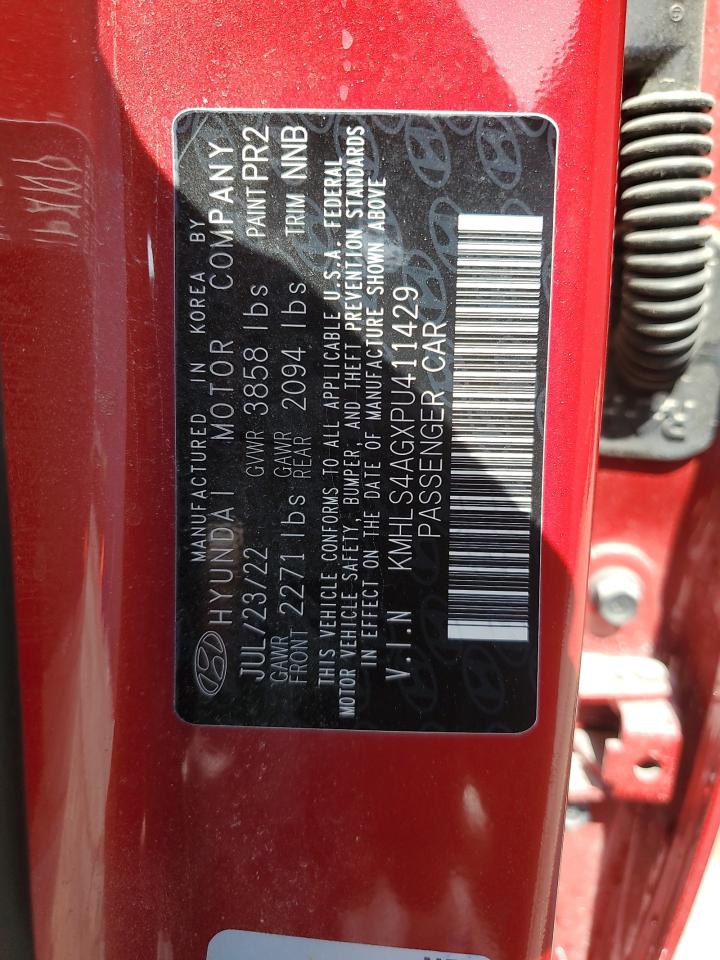 MANUFACTURED IN KOREA BY
HYUNDAI MOTOR COMPANY
JUL/23/22 GVWR 3858 lbs PAINT PR2
GAWR FRONT 2271 lbs GAWR REAR 2094 lbs TRIM NNB
THIS VEHICLE CONFORMS TO ALL APPLICABLE U.S.A. FEDERAL
MOTOR VEHICLE SAFETY, BUMPER, AND THEFT PREVENTION STANDARDS
IN EFFECT ON THE DATE OF MANUFACTURE SHOWN ABOVE
V.I.N KMHLS4AGXPU411429
PASSENGER CAR